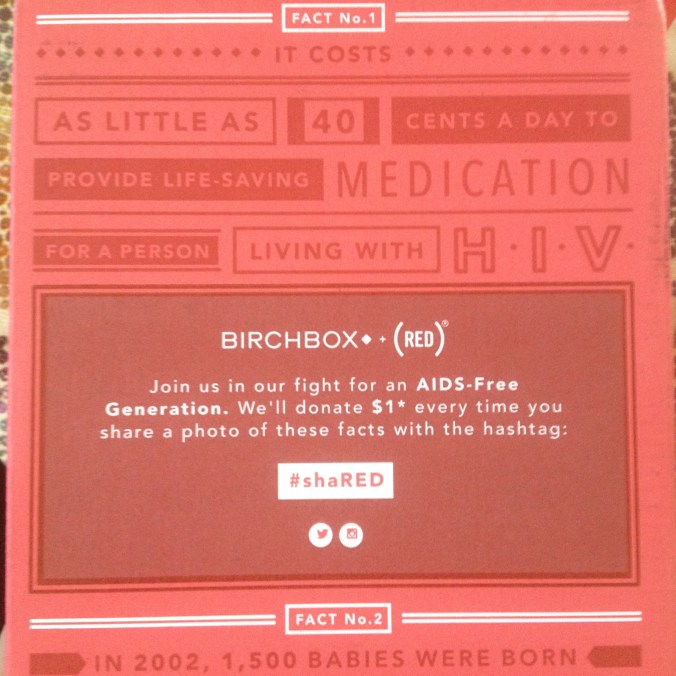 FACT No.1
IT COSTS
AS LITTLE AS 40 CENTS A DAY TO
PROVIDE LIFE-SAVING MEDICATION
FOR A PERSON LIVING WITH H·I·V·
BIRCHBOX + (RED)®
Join us in our fight for an AIDS-Free
Generation. We'll donate $1* every time you
share a photo of these facts with the hashtag:
#shaRED
FACT No.2
IN 2002, 1,500 BABIES WERE BORN